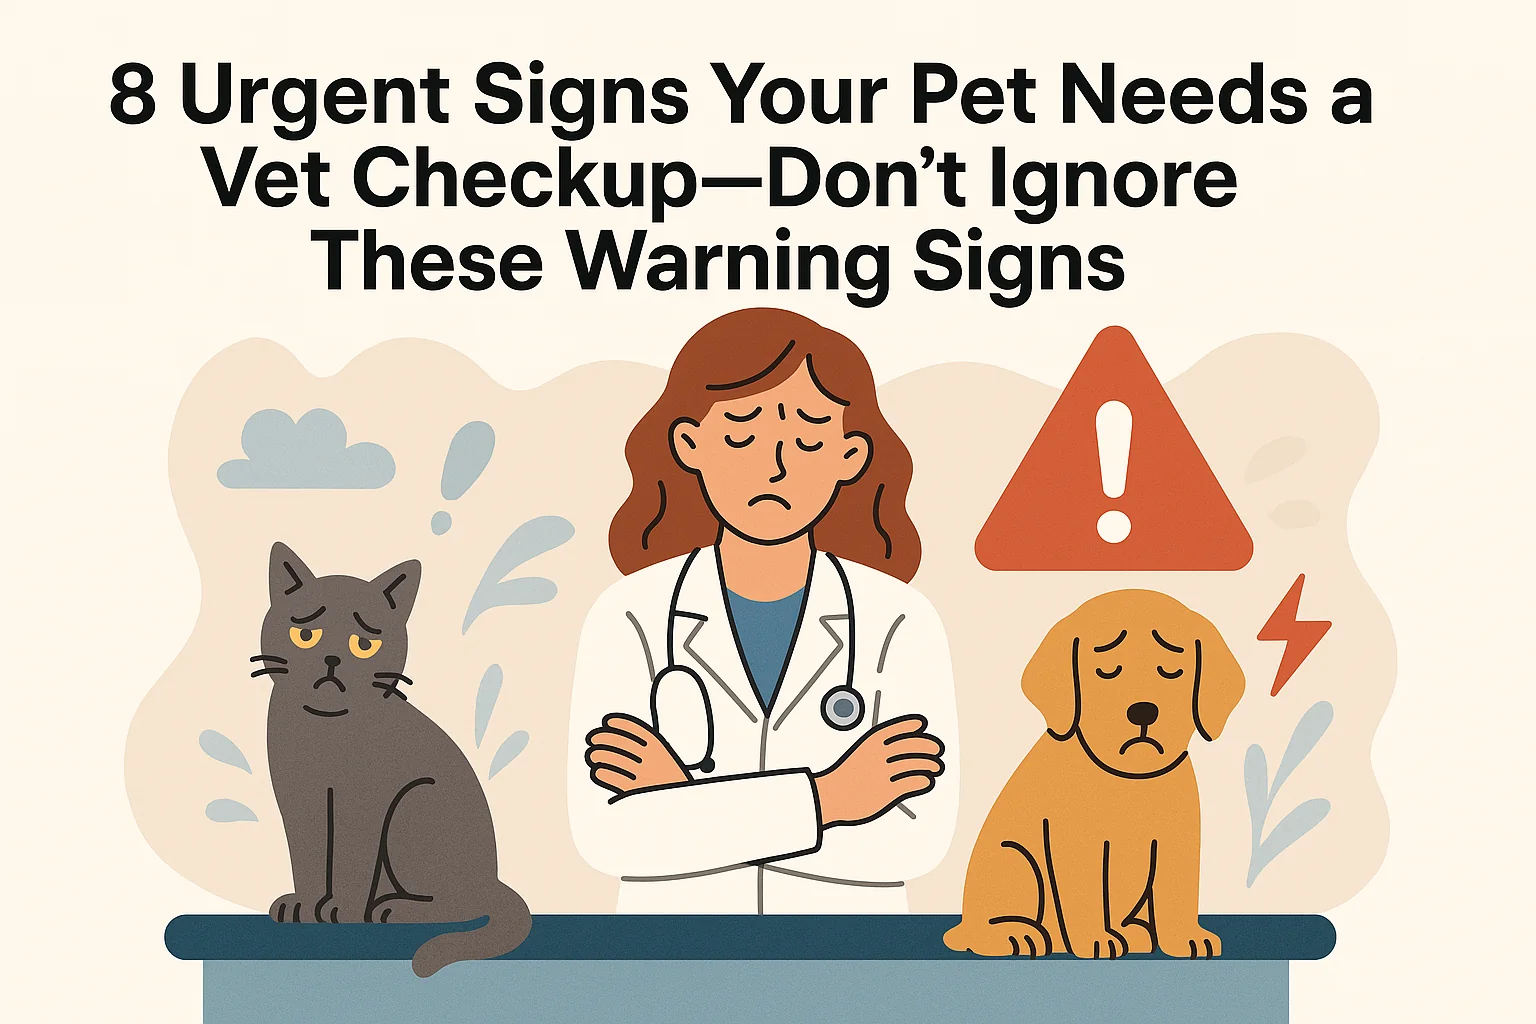 8 Urgent Signs Your Pet Needs a
Vet Checkup—Don’t Ignore
These Warning Signs